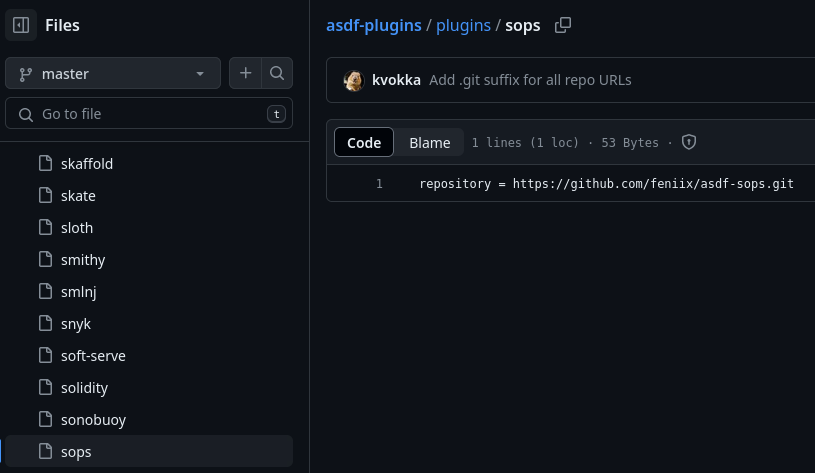 Files
master
Go to file
t
skaffold
skate
sloth
smithy
smlnj
snyk
soft-serve
solidity
sonobuoy
sops
asdf-plugins / plugins / sops
kvokka Add .git suffix for all repo URLs
Code Blame 1 lines (1 loc) · 53 Bytes ·
1 repository = https://github.com/feniix/asdf-sops.git